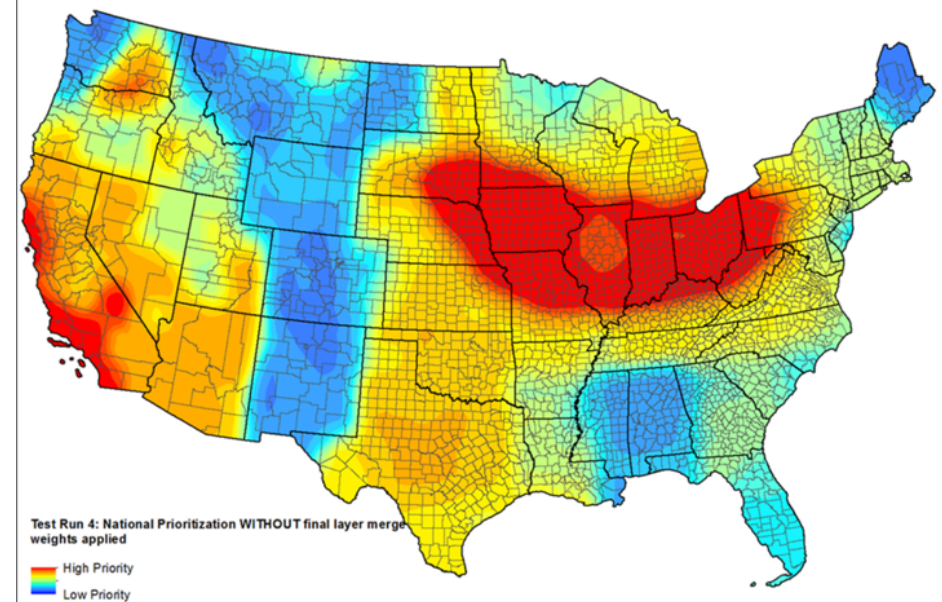 Test Run 4: National Prioritization WITHOUT final layer merge
weights applied
High Priority
Low Priority